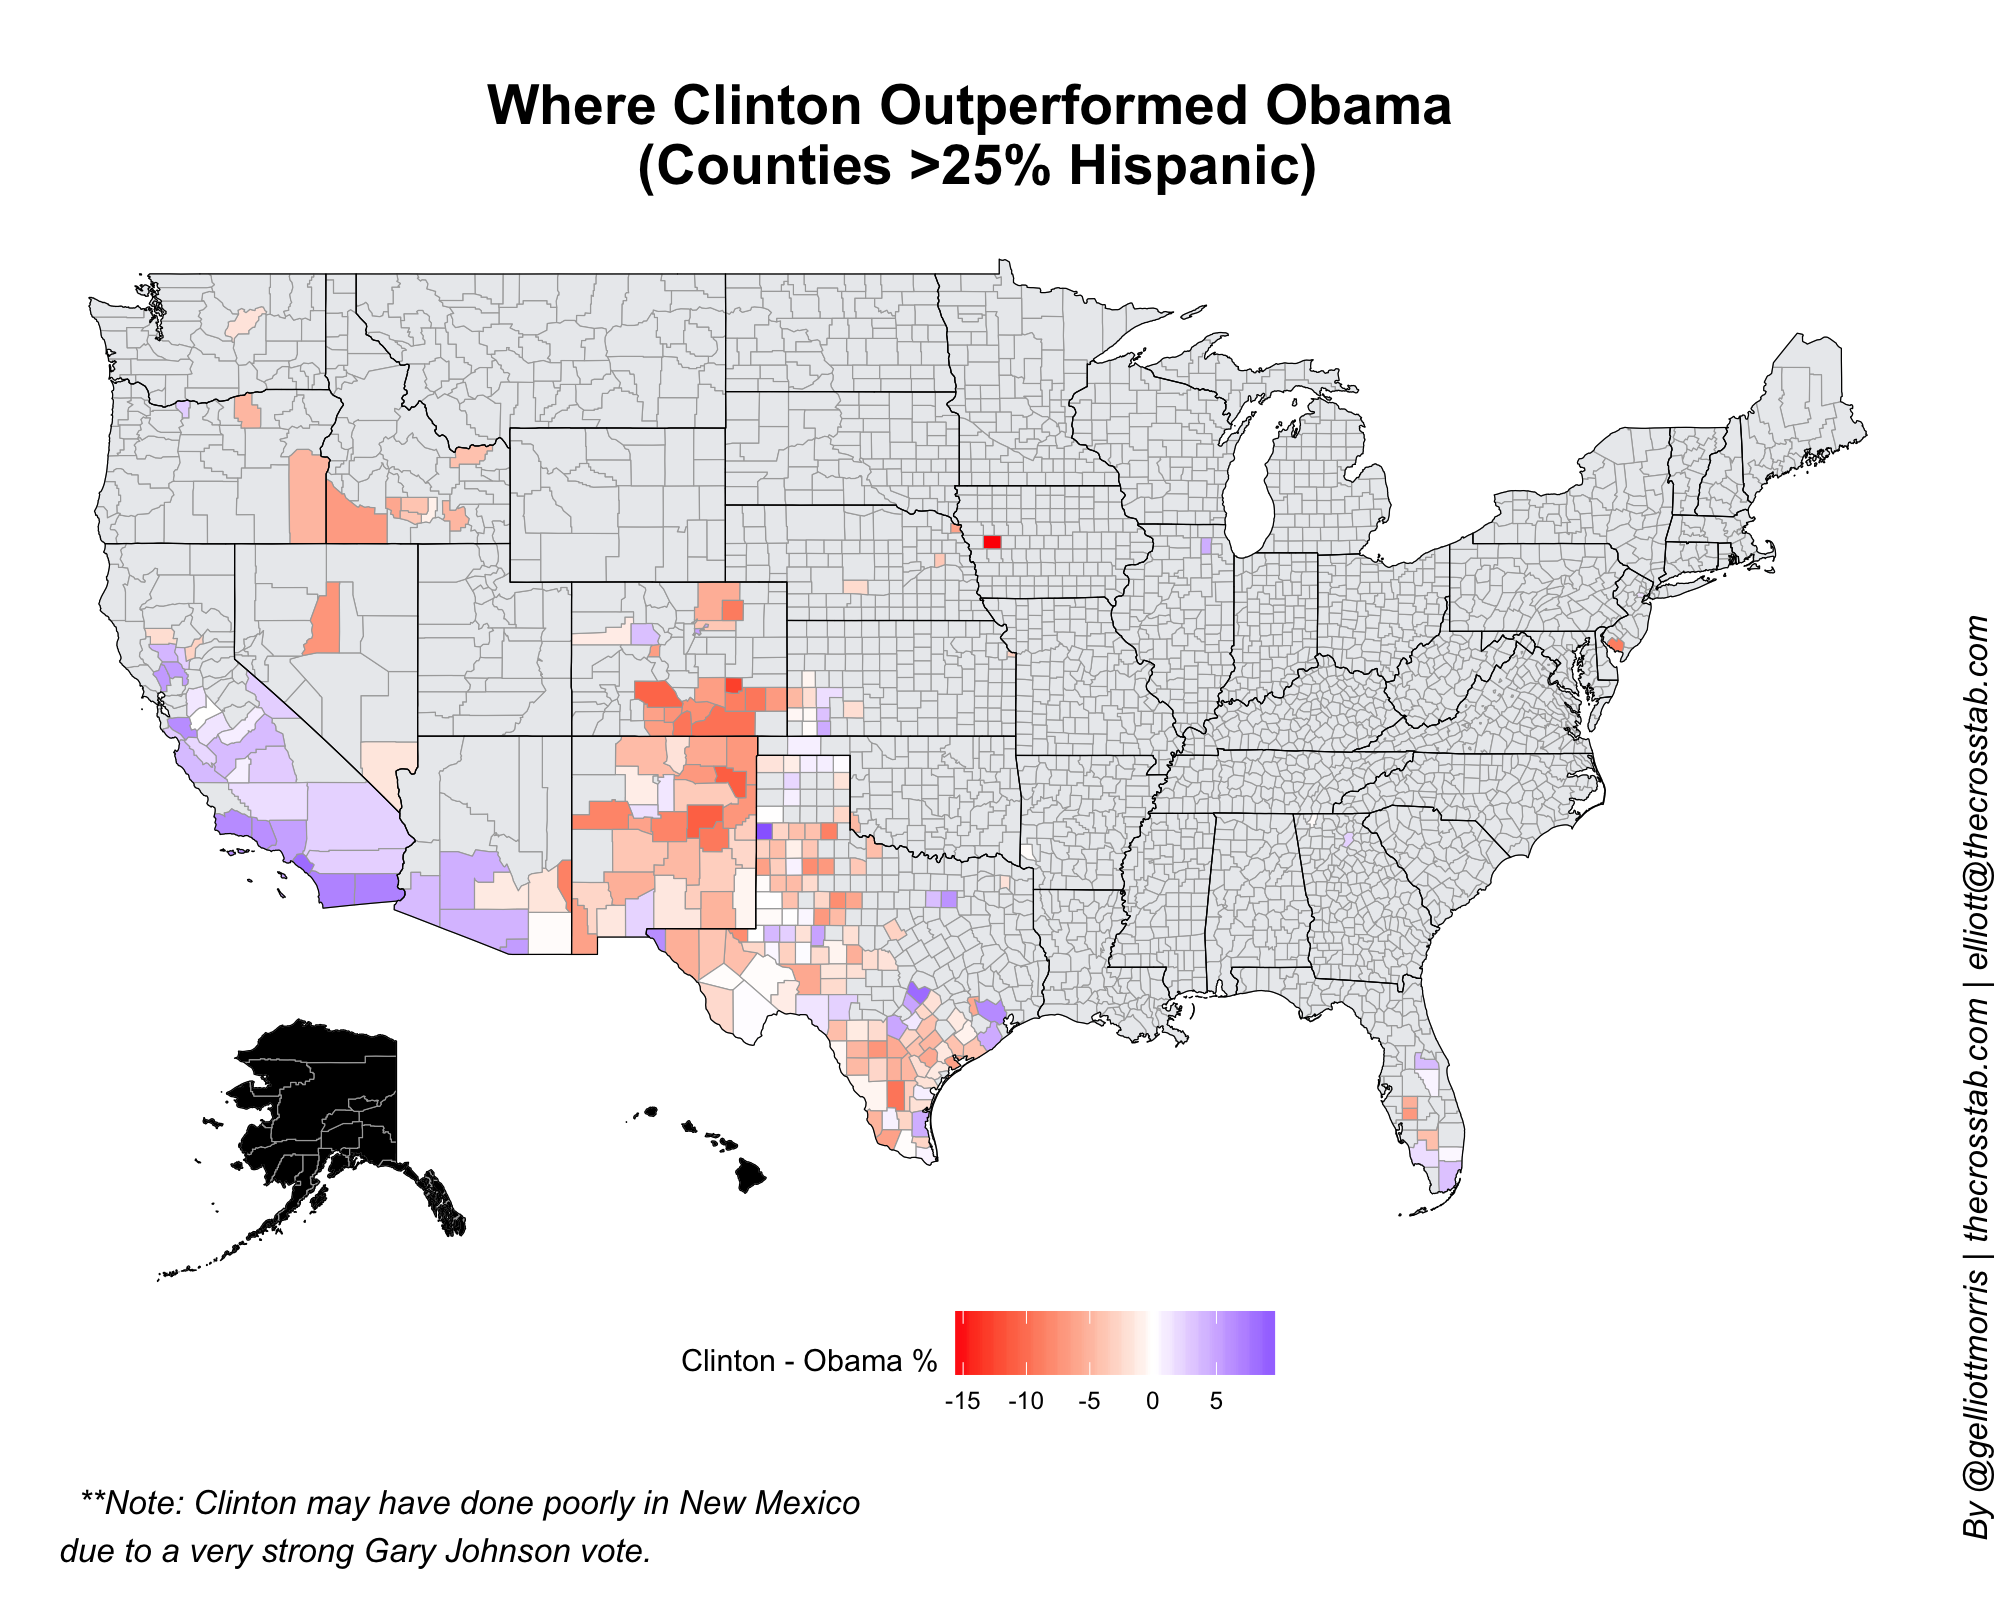 Where Clinton Outperformed Obama
(Counties >25% Hispanic)
Clinton - Obama %
-15 -10 -5 0 5
**Note: Clinton may have done poorly in New Mexico
due to a very strong Gary Johnson vote.
By @gelliottmorris | thecrosstab.com | elliott@thecrosstab.com